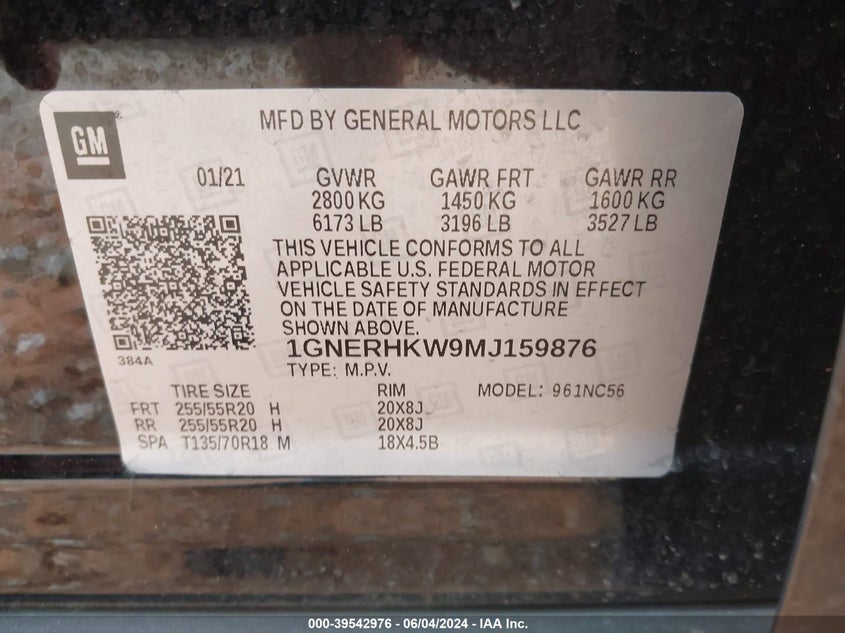 GM
MFD BY GENERAL MOTORS LLC
01/21 GVWR GAWR FRT GAWR RR
2800 KG 1450 KG 1600 KG
6173 LB 3196 LB 3527 LB
THIS VEHICLE CONFORMS TO ALL
APPLICABLE U.S. FEDERAL MOTOR
VEHICLE SAFETY STANDARDS IN EFFECT
ON THE DATE OF MANUFACTURE
SHOWN ABOVE.
384A
1GNERHKW9MJ159876
TYPE: M.P.V.
TIRE SIZE RIM MODEL: 961NC56
FRT 255/55R20 H 20X8J
RR 255/55R20 H 20X8J
SPA T135/70R18 M 18X4.5B
000-39542976 - 06/04/2024 - IAA Inc.